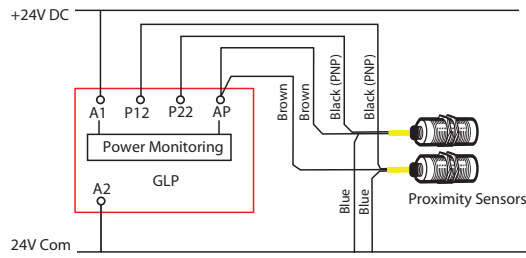 +24V DC
A1 P12 P22 AP
Power Monitoring
GLP
A2
Brown
Brown
Black (PNP)
Black (PNP)
Blue
Blue
Proximity Sensors
24V Com